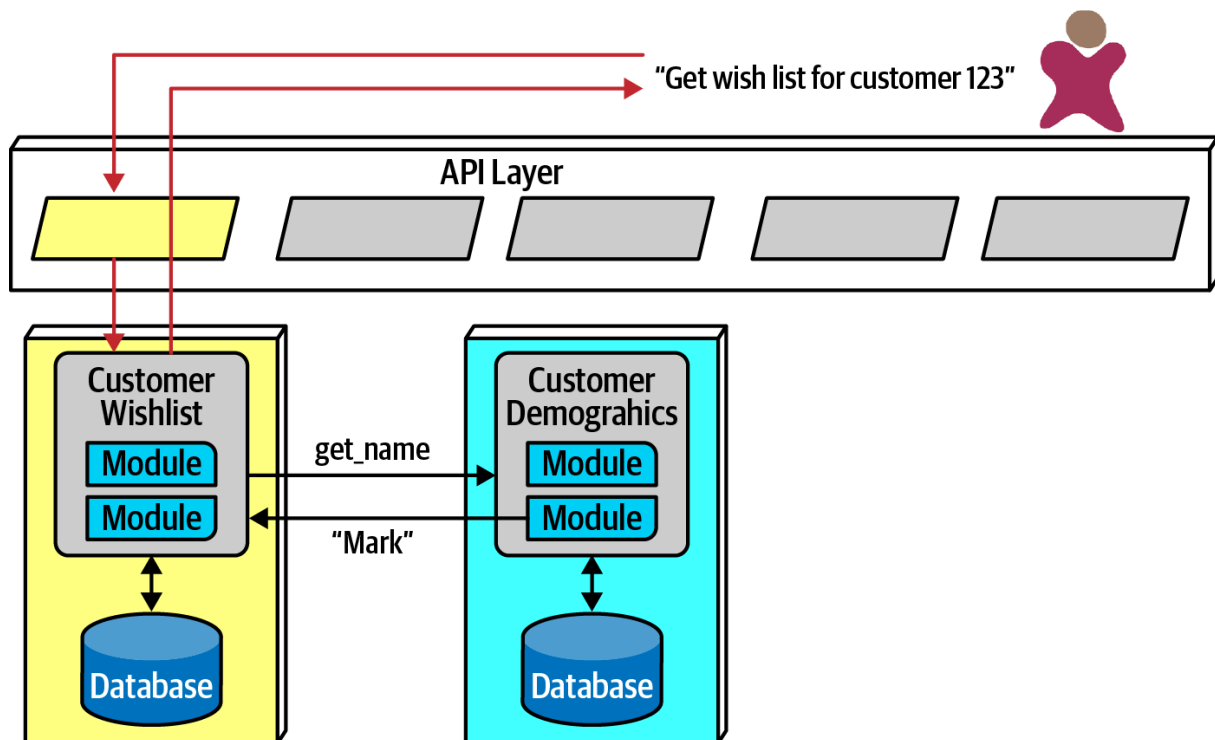 “Get wish list for customer 123”
API Layer
Customer
Wishlist
Module
Module
Database
get_name
“Mark”
Customer
Demograhics
Module
Module
Database